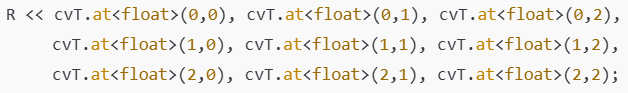 R << cvT.at<float>(0,0), cvT.at<float>(0,1), cvT.at<float>(0,2),
cvT.at<float>(1,0), cvT.at<float>(1,1), cvT.at<float>(1,2),
cvT.at<float>(2,0), cvT.at<float>(2,1), cvT.at<float>(2,2);